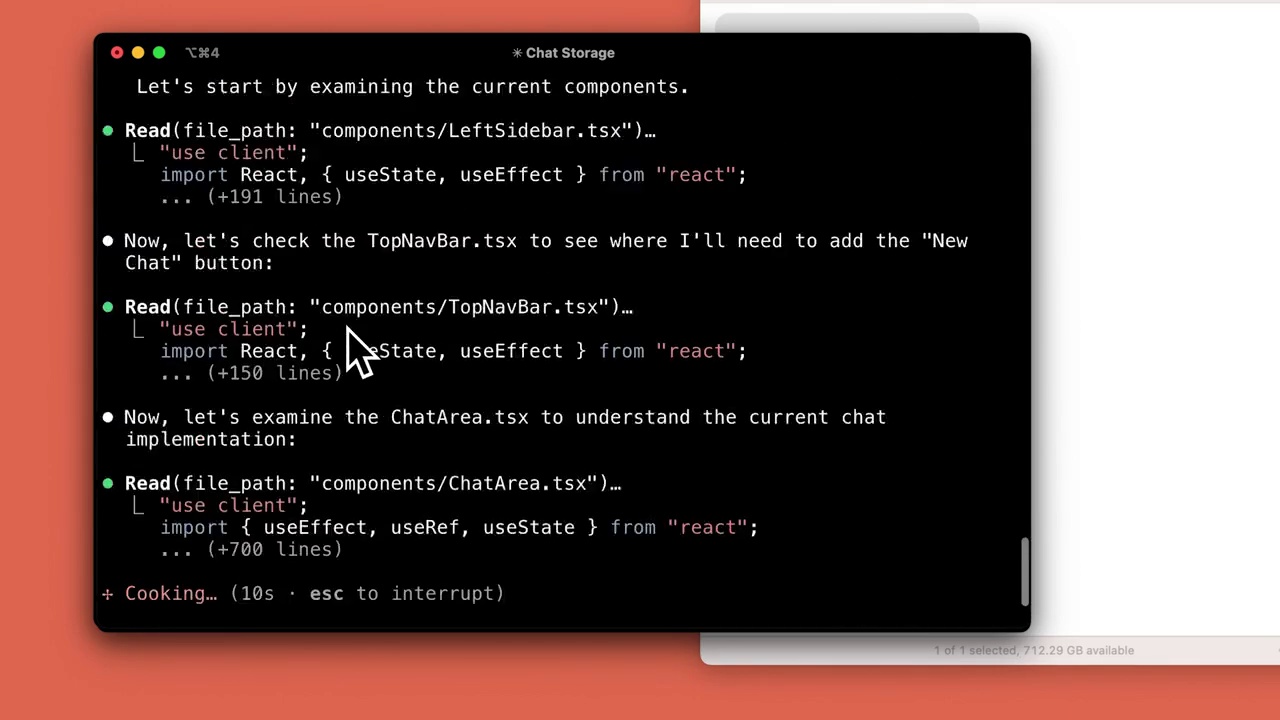 ⌥⌘4
✳ Chat Storage
Let's start by examining the current components.
● Read(file_path: "components/LeftSidebar.tsx")…
⎣ "use client";
import React, { useState, useEffect } from "react";
... (+191 lines)
● Now, let's check the TopNavBar.tsx to see where I'll need to add the "New
Chat" button:
● Read(file_path: "components/TopNavBar.tsx")…
⎣ "use client";
import React, { eState, useEffect } from "react";
... (+150 lines)
● Now, let's examine the ChatArea.tsx to understand the current chat
implementation:
● Read(file_path: "components/ChatArea.tsx")…
⎣ "use client";
import { useEffect, useRef, useState } from "react";
... (+700 lines)
✢ Cooking… (10s · esc to interrupt)
1 of 1 selected, 712.29 GB available